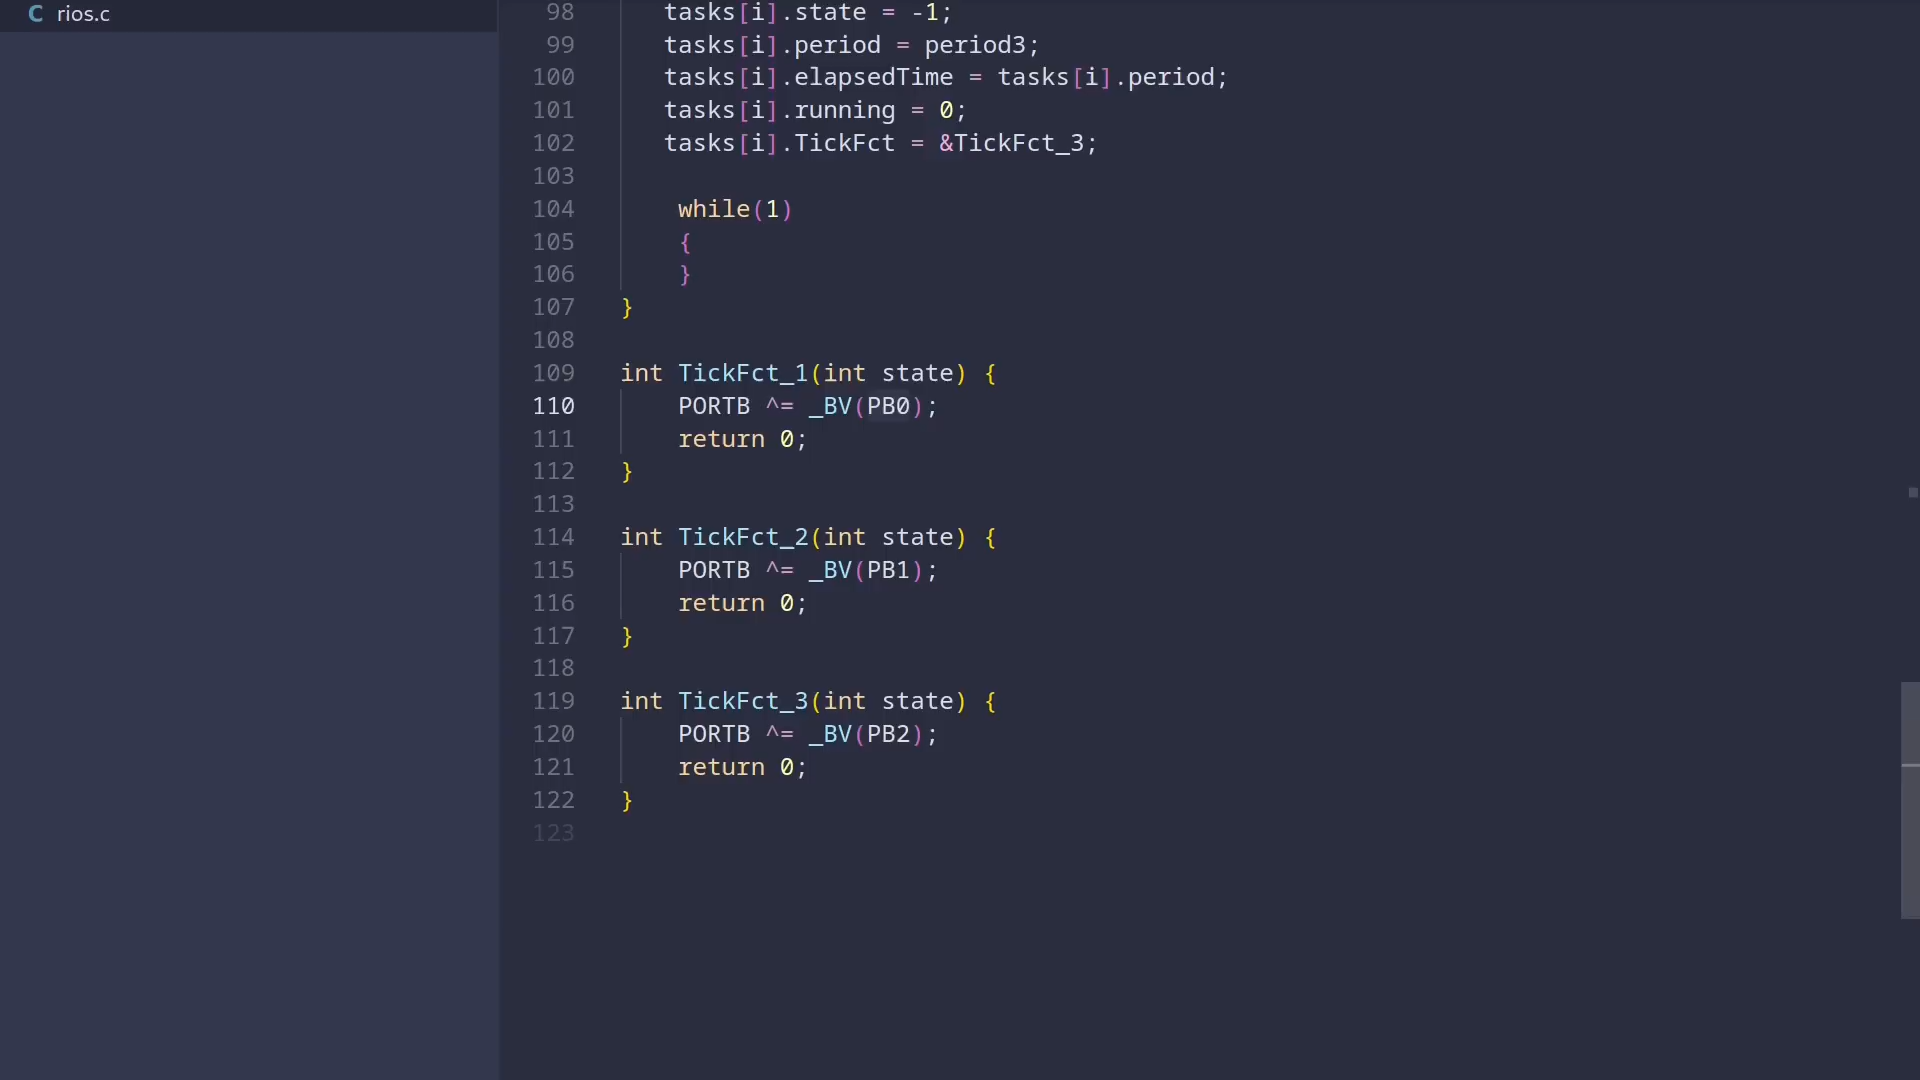 rios.c
98 tasks[i].state = -1;
99 tasks[i].period = period3;
100 tasks[i].elapsedTime = tasks[i].period;
101 tasks[i].running = 0;
102 tasks[i].TickFct = &TickFct_3;
103
104 while(1)
105 {
106 }
107 }
108
109 int TickFct_1(int state) {
110 PORTB ^= _BV(PB0);
111 return 0;
112 }
113
114 int TickFct_2(int state) {
115 PORTB ^= _BV(PB1);
116 return 0;
117 }
118
119 int TickFct_3(int state) {
120 PORTB ^= _BV(PB2);
121 return 0;
122 }
123